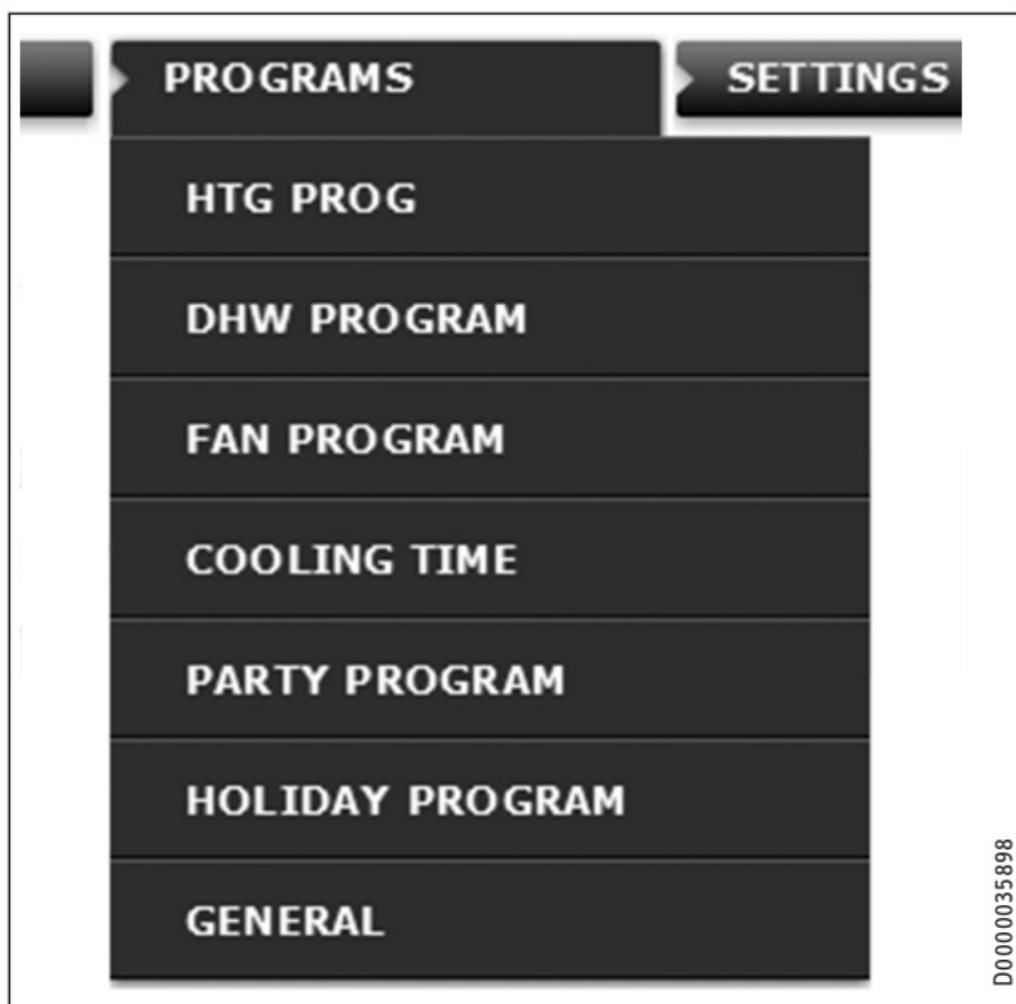 PROGRAMS
SETTINGS
HTG PROG
DHW PROGRAM
FAN PROGRAM
COOLING TIME
PARTY PROGRAM
HOLIDAY PROGRAM
GENERAL
D0000035898